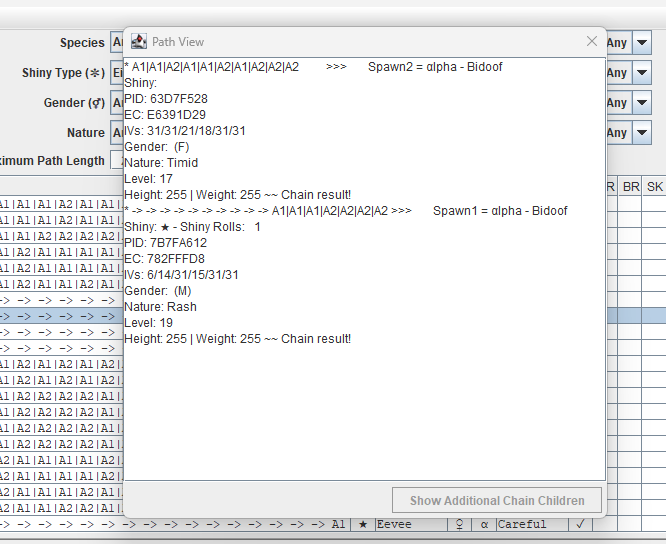 Path View
Species
Any
Shiny Type (✻)
Gender (⚥)
Any
Nature
Any
ximum Path Length
* A1|A1|A2|A1|A1|A2|A1|A2|A2|A2 >>> Spawn2 = αlpha - Bidoof
Shiny:
PID: 63D7F528
EC: E6391D29
IVs: 31/31/21/18/31/31
Gender: (F)
Nature: Timid
Level: 17
Height: 255 | Weight: 255 ~~ Chain result!
* -> -> -> -> -> -> -> -> -> -> A1|A1|A1|A2|A2|A2|A2 >>> Spawn1 = αlpha - Bidoof
Shiny: ★ - Shiny Rolls: 1
PID: 7B7FA612
EC: 782FFFD8
IVs: 6/14/31/15/31/31
Gender: (M)
Nature: Rash
Level: 19
Height: 255 | Weight: 255 ~~ Chain result!
R BR SK
Show Additional Chain Children
-> -> -> -> -> -> -> -> -> -> A1 ★ Eevee ♀ α Careful ✓